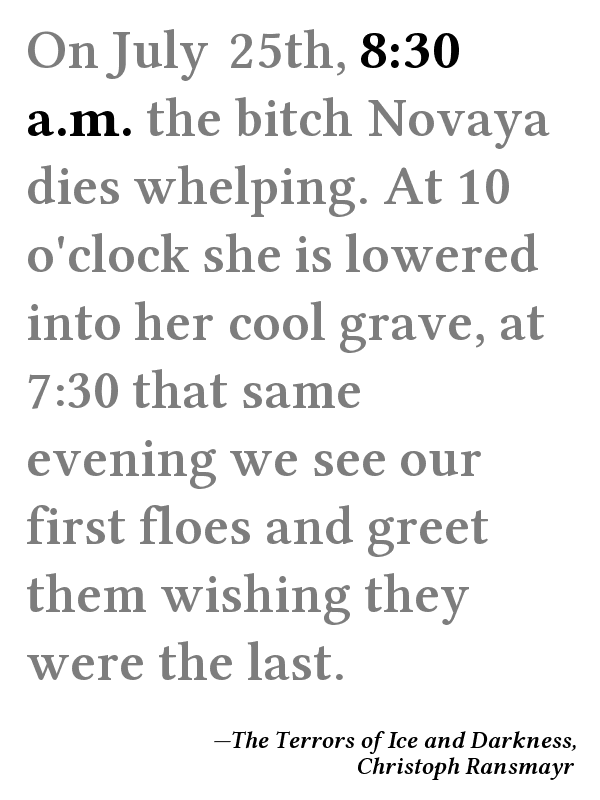 On July 25th, 8:30
a.m. the bitch Novaya
dies whelping. At 10
o'clock she is lowered
into her cool grave, at
7:30 that same
evening we see our
first floes and greet
them wishing they
were the last.
—The Terrors of Ice and Darkness,
Christoph Ransmayr